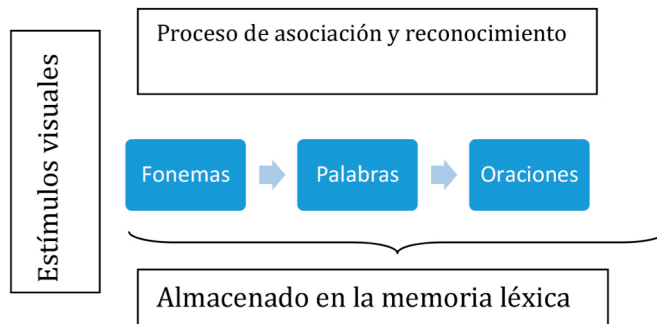 Estímulos visuales
Proceso de asociación y reconocimiento
Fonemas
Palabras
Oraciones
Almacenado en la memoria léxica